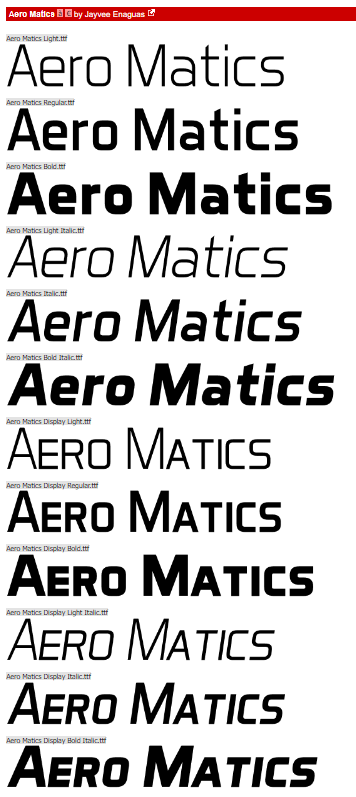 Aero Matics à € by Jayvee Enaguas
Aero Matics Light.ttf
Aero Matics
Aero Matics Regular.ttf
Aero Matics
Aero Matics Bold.ttf
Aero Matics
Aero Matics Light Italic.ttf
Aero Matics
Aero Matics Italic.ttf
Aero Matics
Aero Matics Bold Italic.ttf
Aero Matics
Aero Matics Display Light.ttf
Aero Matics
Aero Matics Display Regular.ttf
Aero Matics
Aero Matics Display Bold.ttf
Aero Matics
Aero Matics Display Light Italic.ttf
Aero Matics
Aero Matics Display Italic.ttf
Aero Matics
Aero Matics Display Bold Italic.ttf
Aero Matics